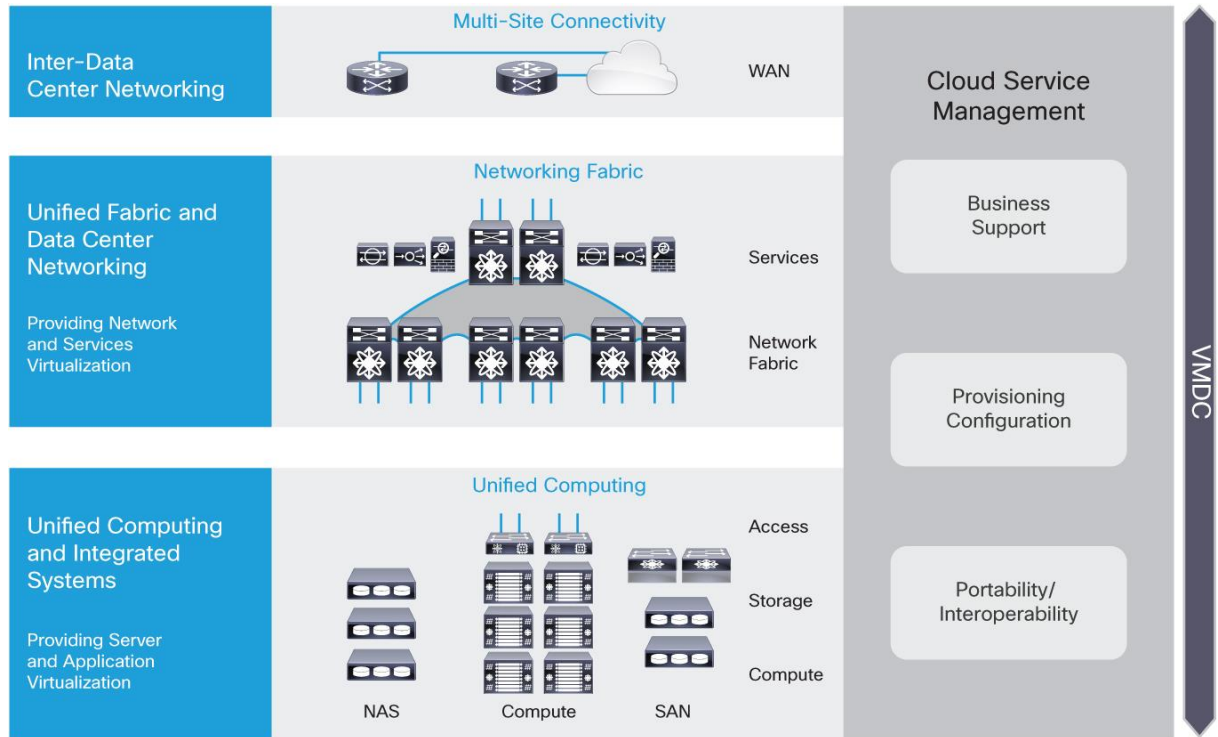 Inter-Data
Center Networking
Multi-Site Connectivity
WAN
Unified Fabric and
Data Center
Networking
Providing Network
and Services
Virtualization
Networking Fabric
Services
Network
Fabric
Unified Computing
and Integrated
Systems
Providing Server
and Application
Virtualization
Unified Computing
Access
Storage
Compute
NAS
Compute
SAN
Cloud Service
Management
Business
Support
Provisioning
Configuration
Portability/
Interoperability
VMDC